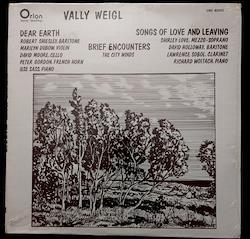 Orion
VALLY WEIGL
DEAR EARTH
ROBERT SHIESLEY, BARITONE
MARILYN DUBOW, VIOLIN
DAVID MOORE, CELLO
PETER GORDON, FRENCH HORN
ILSE SASS, PIANO
BRIEF ENCOUNTERS
THE CITY WINDS
SONGS OF LOVE AND LEAVING
SHIRLEY LOVE, MEZZO-SOPRANO
DAVID HOLLOWAY, BARITONE
LAWRENCE SOBOL, CLARINET
RICHARD WOITACH, PIANO